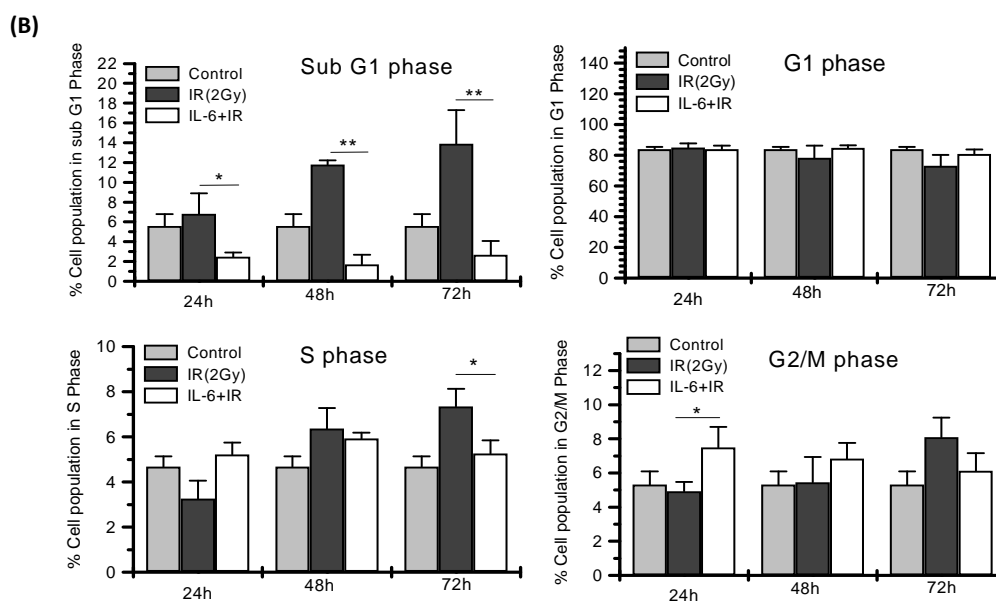 (B)
Sub G1 phase
Control
IR(2Gy)
IL-6+IR
% Cell population in sub G1 Phase
22
20
18
16
14
12
10
8
6
4
2
0
*
**
**
24h
48h
72h
G1 phase
Control
IR(2Gy)
IL-6+IR
% Cell population in G1 Phase
140
120
100
80
60
40
20
0
24h
48h
72h
S phase
Control
IR(2Gy)
IL-6+IR
% Cell population in S Phase
10
8
6
4
2
0
*
24h
48h
72h
G2/M phase
Control
IR(2Gy)
IL-6+IR
% Cell population in G2/M Phase
12
10
8
6
4
2
0
*
24h
48h
72h